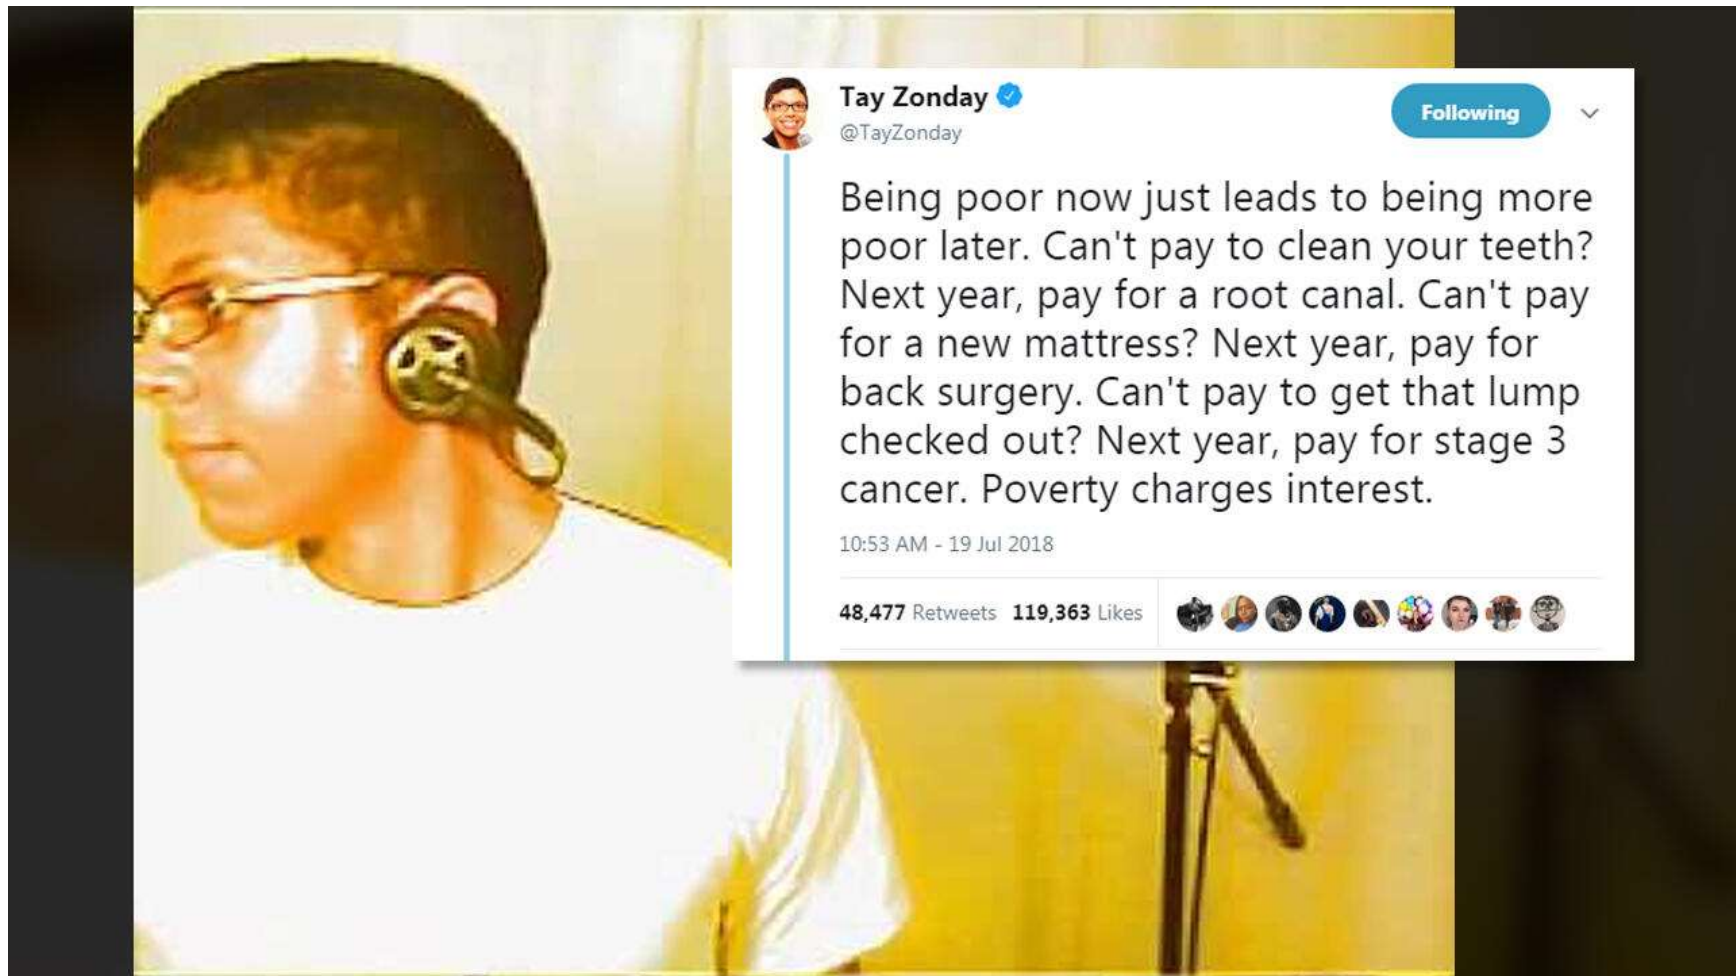 Tay Zonday
Following
@TayZonday
Being poor now just leads to being more
poor later. Can't pay to clean your teeth?
Next year, pay for a root canal. Can't pay
for a new mattress? Next year, pay for
back surgery. Can't pay to get that lump
checked out? Next year, pay for stage 3
cancer. Poverty charges interest.
10:53 AM - 19 Jul 2018
48,477 Retweets 119,363 Likes